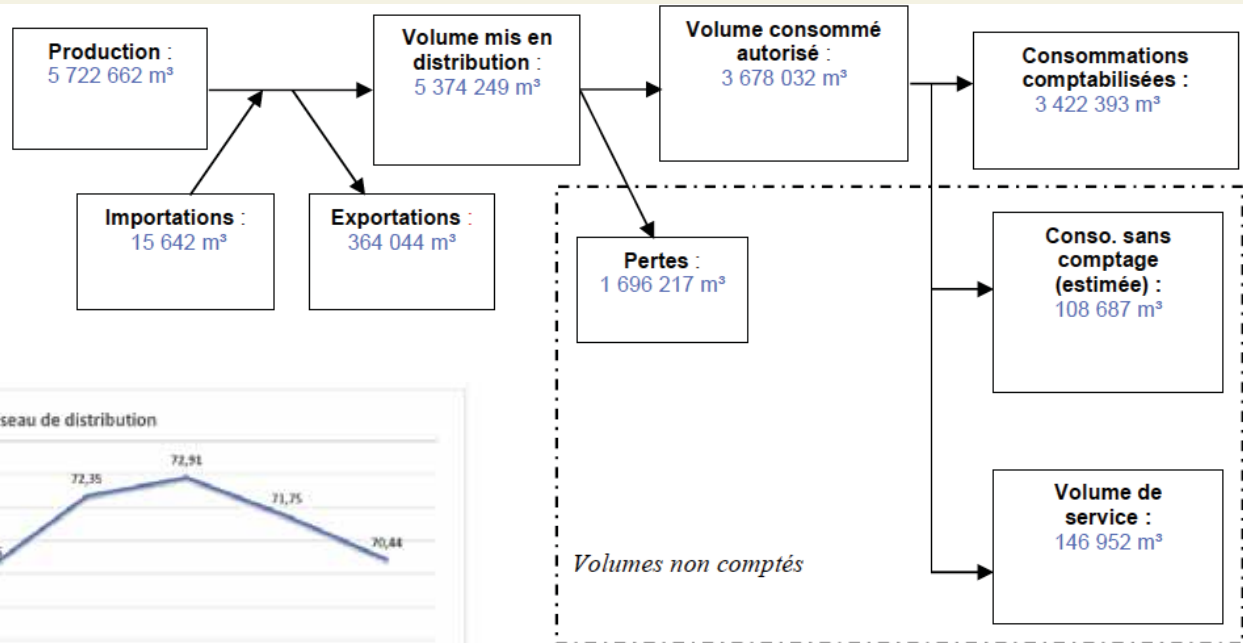 Production :
5 722 662 m³
Volume mis en
distribution :
5 374 249 m³
Volume consommé
autorisé :
3 678 032 m³
Consommations
comptabilisées :
3 422 393 m³
Importations :
15 642 m³
Exportations :
364 044 m³
Pertes :
1 696 217 m³
Conso. sans
comptage
(estimée) :
108 687 m³
Volume de
service :
146 952 m³
Volumes non comptés
seau de distribution
72,35
72,91
71,75
70,44